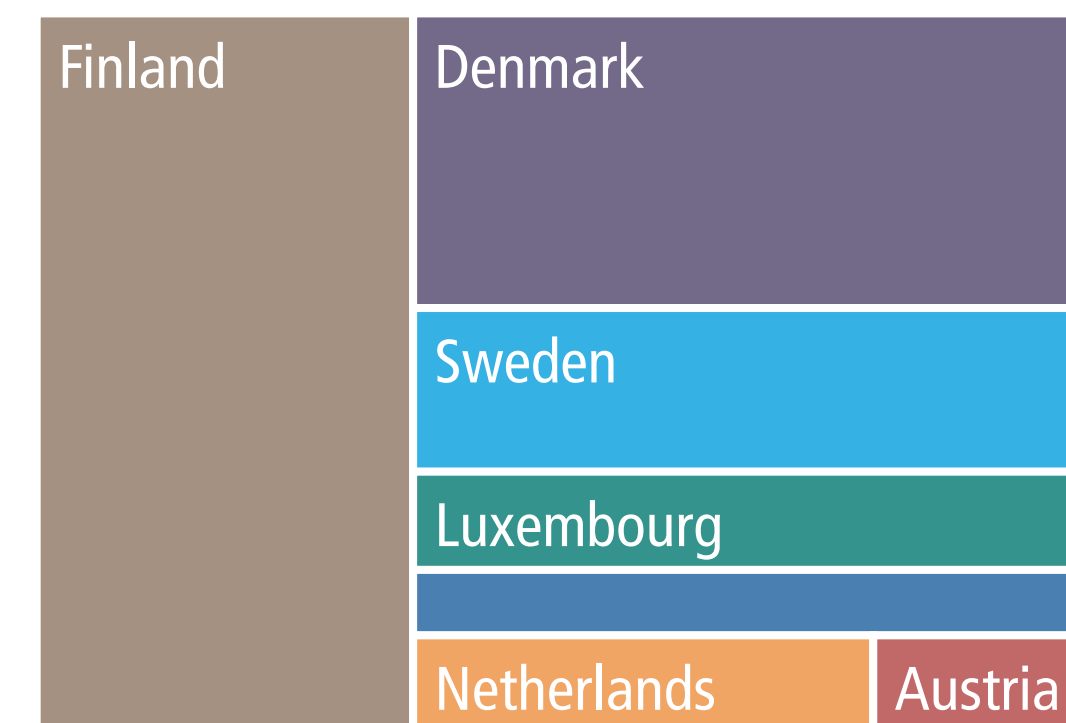 Finland
Denmark
Sweden
Luxembourg
Netherlands
Austria